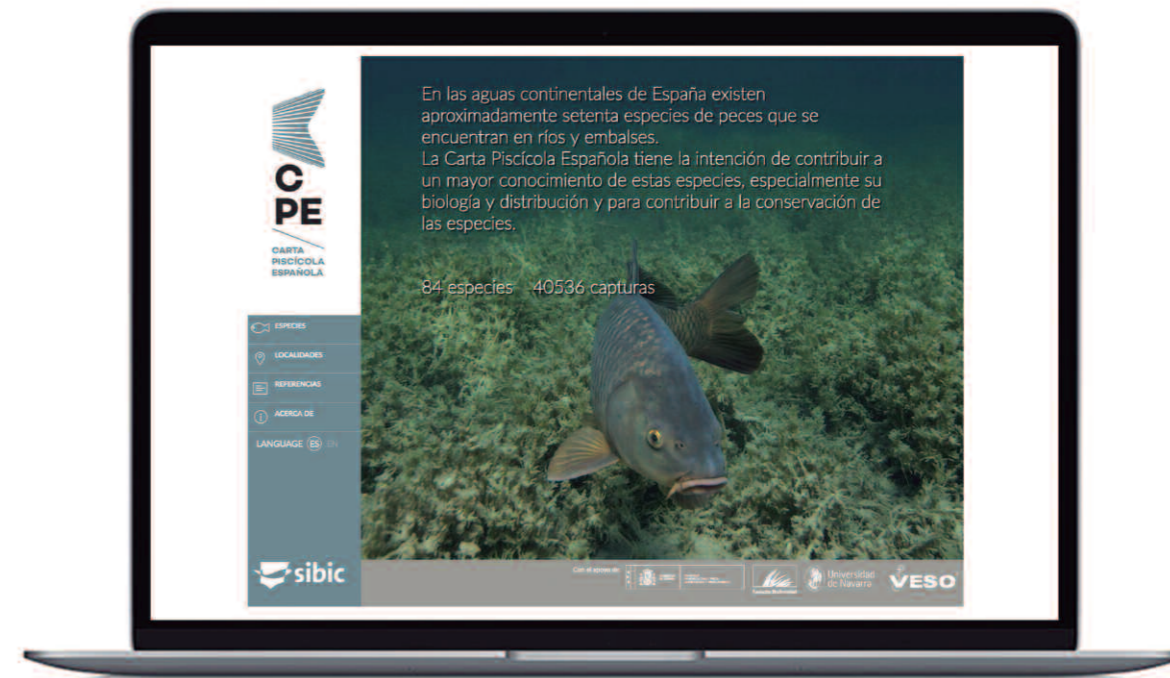 En las aguas continentales de España existen
aproximadamente setenta especies de peces que se
encuentran en ríos y embalses.
La Carta Piscícola Española tiene la intención de contribuir a
un mayor conocimiento de estas especies, especialmente su
biología y distribución y para contribuir a la conservación de
las especies.
84 especies 40536 capturas
C
PE
CARTA
PISCÍCOLA
ESPAÑOLA
ESPECIES
LOCALIDADES
REFERENCIAS
ACERCA DE
LANGUAGE ES EN
sibic
Con el apoyo de
Fundación Biodiversidad
Universidad
de Navarra
VESO